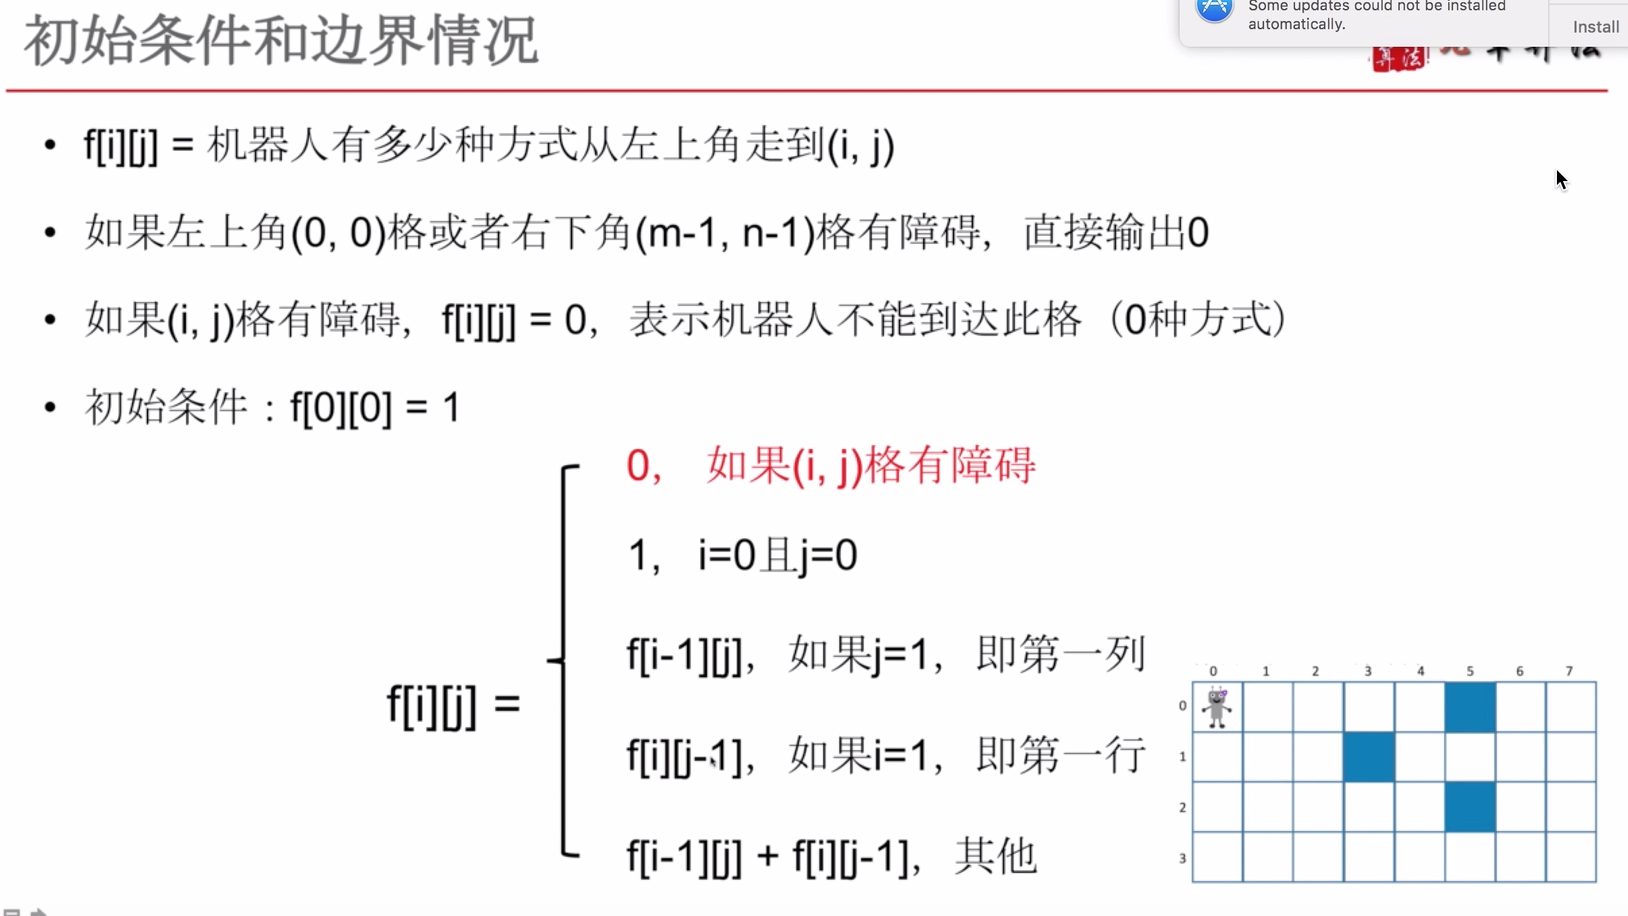 初始条件和边界情况
Some updates could not be installed
automatically.
Install
算法
• f[i][j] = 机器人有多少种方式从左上角走到(i, j)
• 如果左上角(0, 0)格或者右下角(m-1, n-1)格有障碍，直接输出0
• 如果(i, j)格有障碍，f[i][j] = 0，表示机器人不能到达此格（0种方式）
• 初始条件：f[0][0] = 1
0， 如果(i, j)格有障碍
1， i=0且j=0
f[i-1][j]，如果j=1，即第一列
f[i][j] =
f[i][j-1]，如果i=1，即第一行
f[i-1][j] + f[i][j-1]，其他
0 1 2 3 4 5 6 7
0
1
2
3